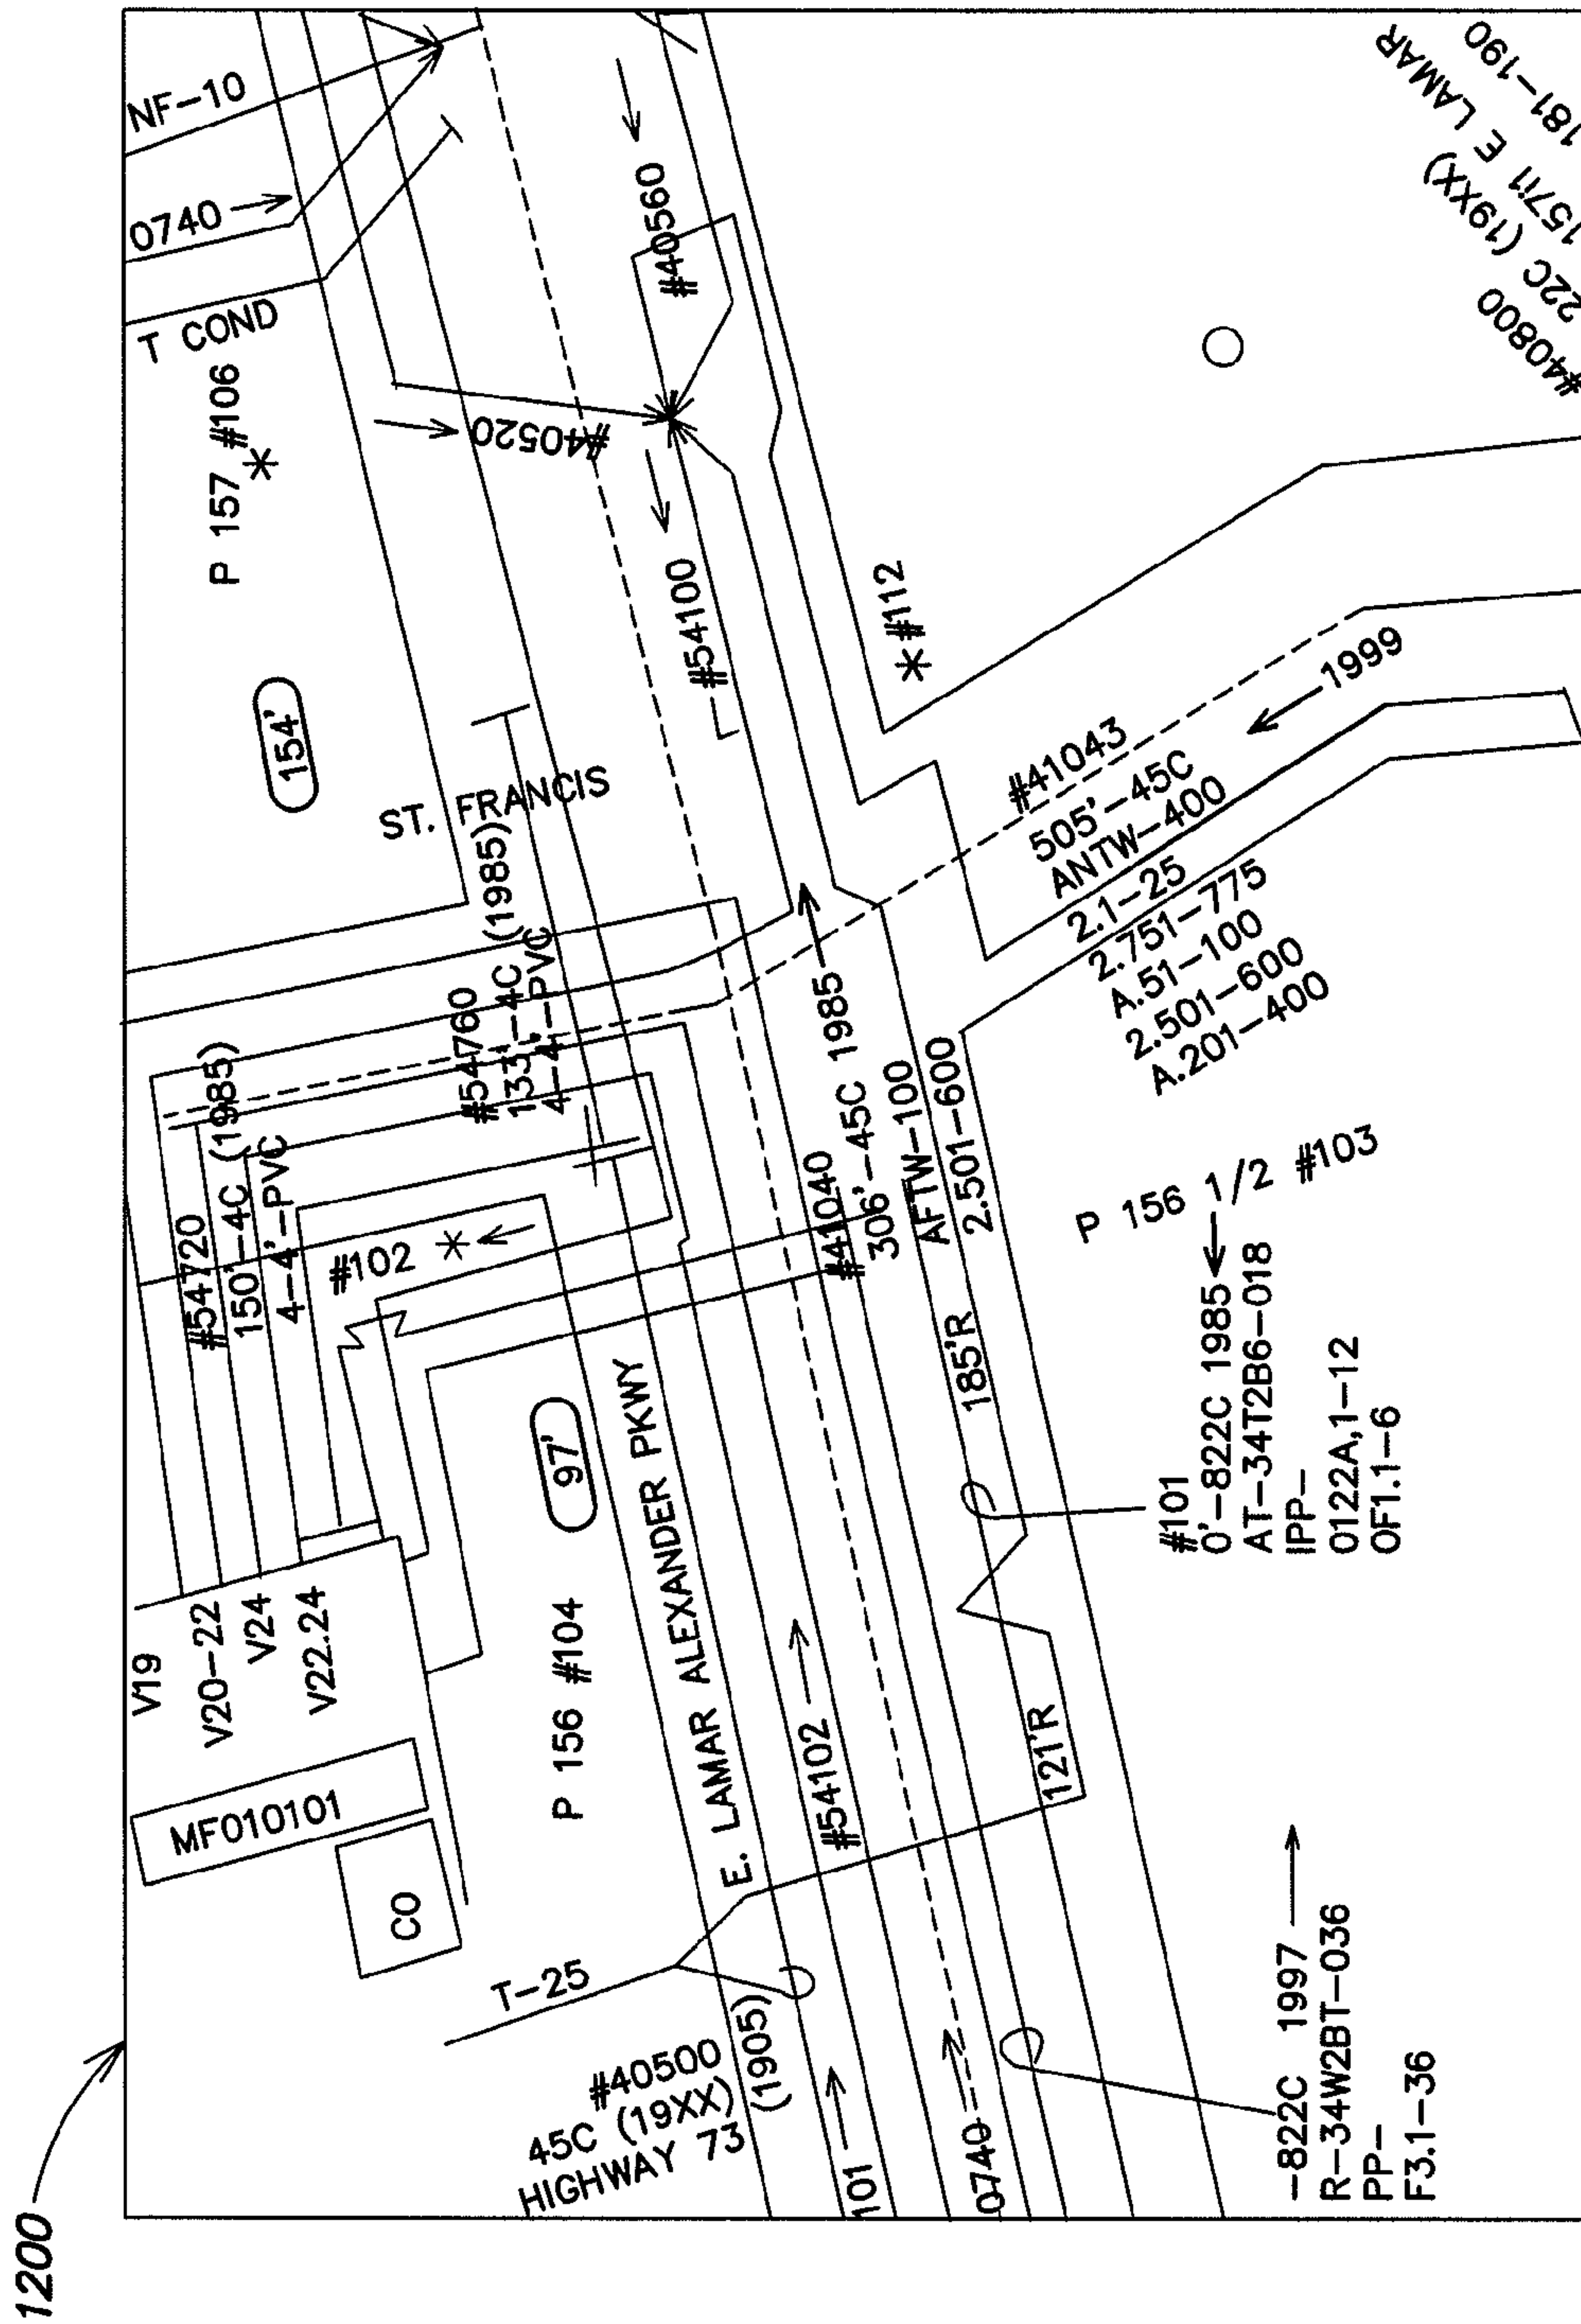 1200
V19
V20-22
V24
V22.24
MF010101
CO
#54720
150'-4C (1985)
4-4'-PVC
#102
#54760
133'-4C (1985)
4-4'-PVC
ST. FRANCIS
154'
P 157 #106
T COND
0740
NF-10
#40520
#40560
#54100
#112
1999
#41043
505'-45C
ANTW-400
2.1-25
2.751-775
A.51-100
2.501-600
A.201-400
#40800
22C (19XX)
E LAMAR
181-190
P 156 #104
97'
E. LAMAR ALEXANDER PKWY
T-25
#40500
45C (19XX)
HIGHWAY 73 (1905)
101
0740
#54102
121'R
185'R
#41040
306'-45C 1985
AFTW-100
2.501-600
P 156 1/2 #103
#101
0'-822C 1985
AT-34T2B6-018
IPP-
0122A,1-12
OF1.1-6
-822C 1997
R-34W2BT-036
PP-
F3.1-36